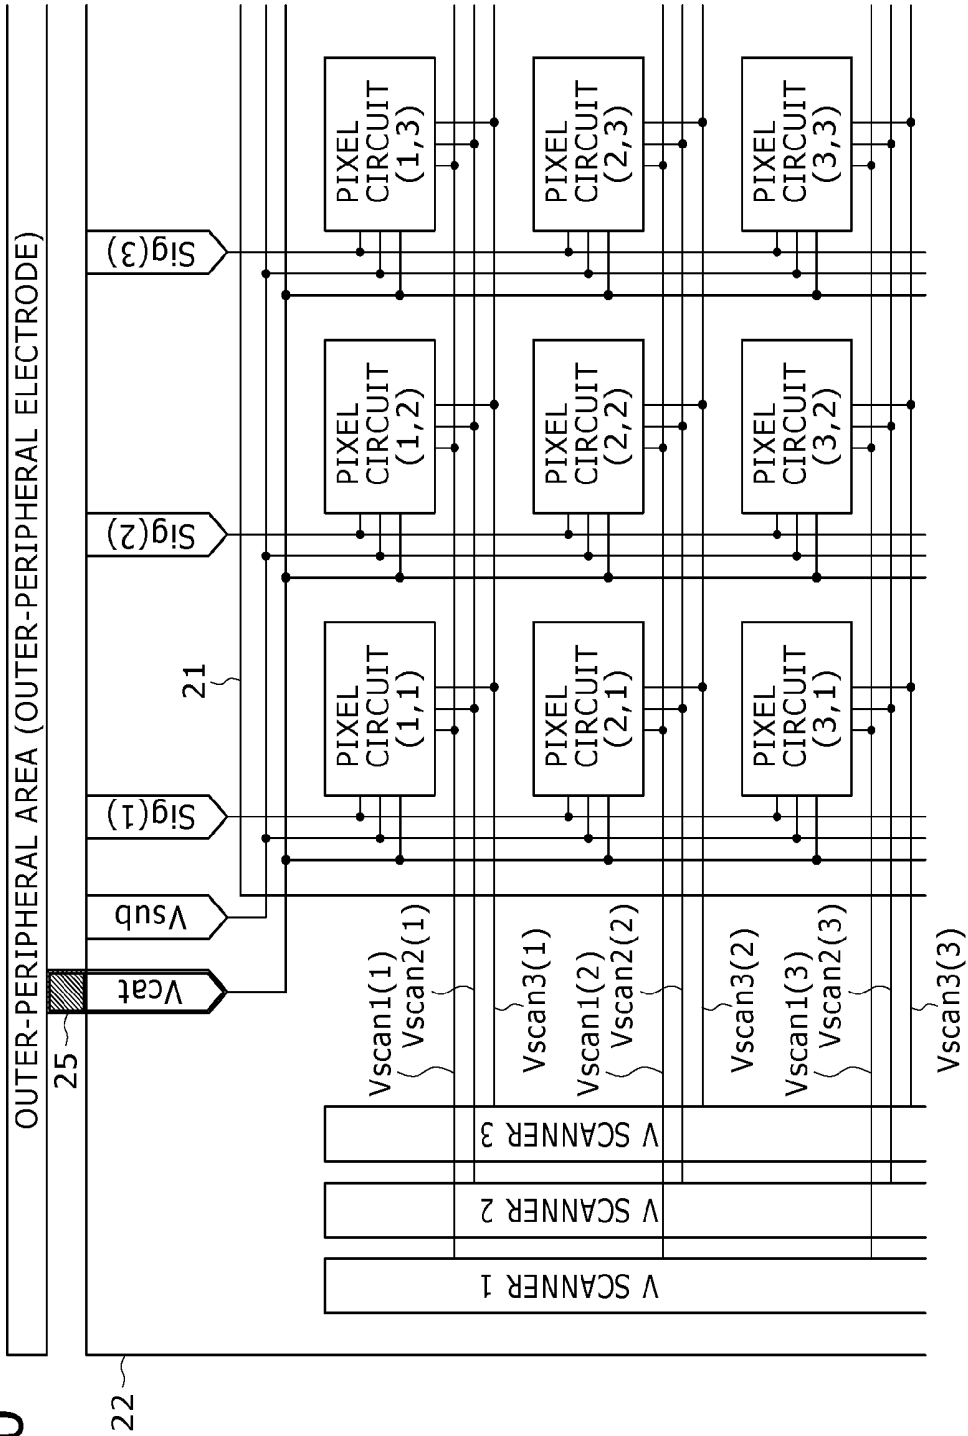 OUTER-PERIPHERAL AREA (OUTER-PERIPHERAL ELECTRODE)
25
Vcat
Vsub
Sig(1)
Sig(2)
Sig(3)
21
22
PIXEL
CIRCUIT
(1,1)
PIXEL
CIRCUIT
(1,2)
PIXEL
CIRCUIT
(1,3)
Vscan1(1)
Vscan2(1)
Vscan3(1)
PIXEL
CIRCUIT
(2,1)
PIXEL
CIRCUIT
(2,2)
PIXEL
CIRCUIT
(2,3)
Vscan1(2)
Vscan2(2)
Vscan3(2)
PIXEL
CIRCUIT
(3,1)
PIXEL
CIRCUIT
(3,2)
PIXEL
CIRCUIT
(3,3)
Vscan1(3)
Vscan2(3)
Vscan3(3)
V SCANNER 1
V SCANNER 2
V SCANNER 3